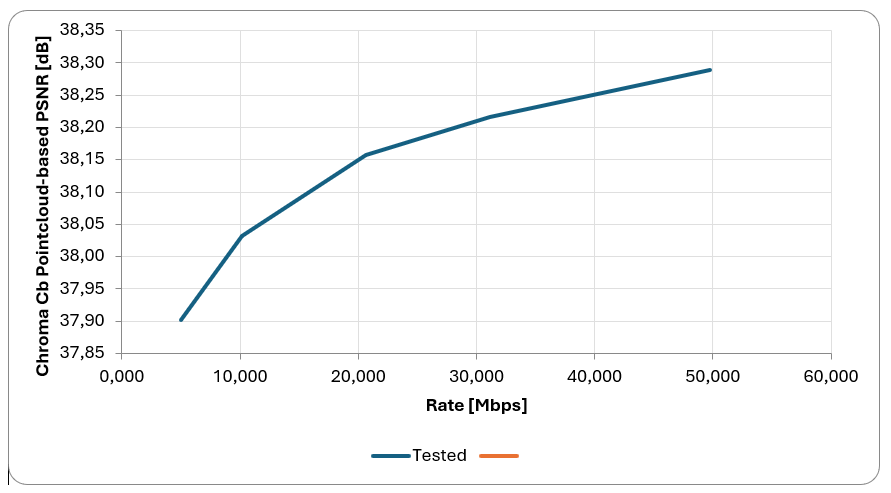 Chroma Cb Pointcloud-based PSNR [dB]
38,35
38,30
38,25
38,20
38,15
38,10
38,05
38,00
37,95
37,90
37,85
0,000 10,000 20,000 30,000 40,000 50,000 60,000
Rate [Mbps]
Tested